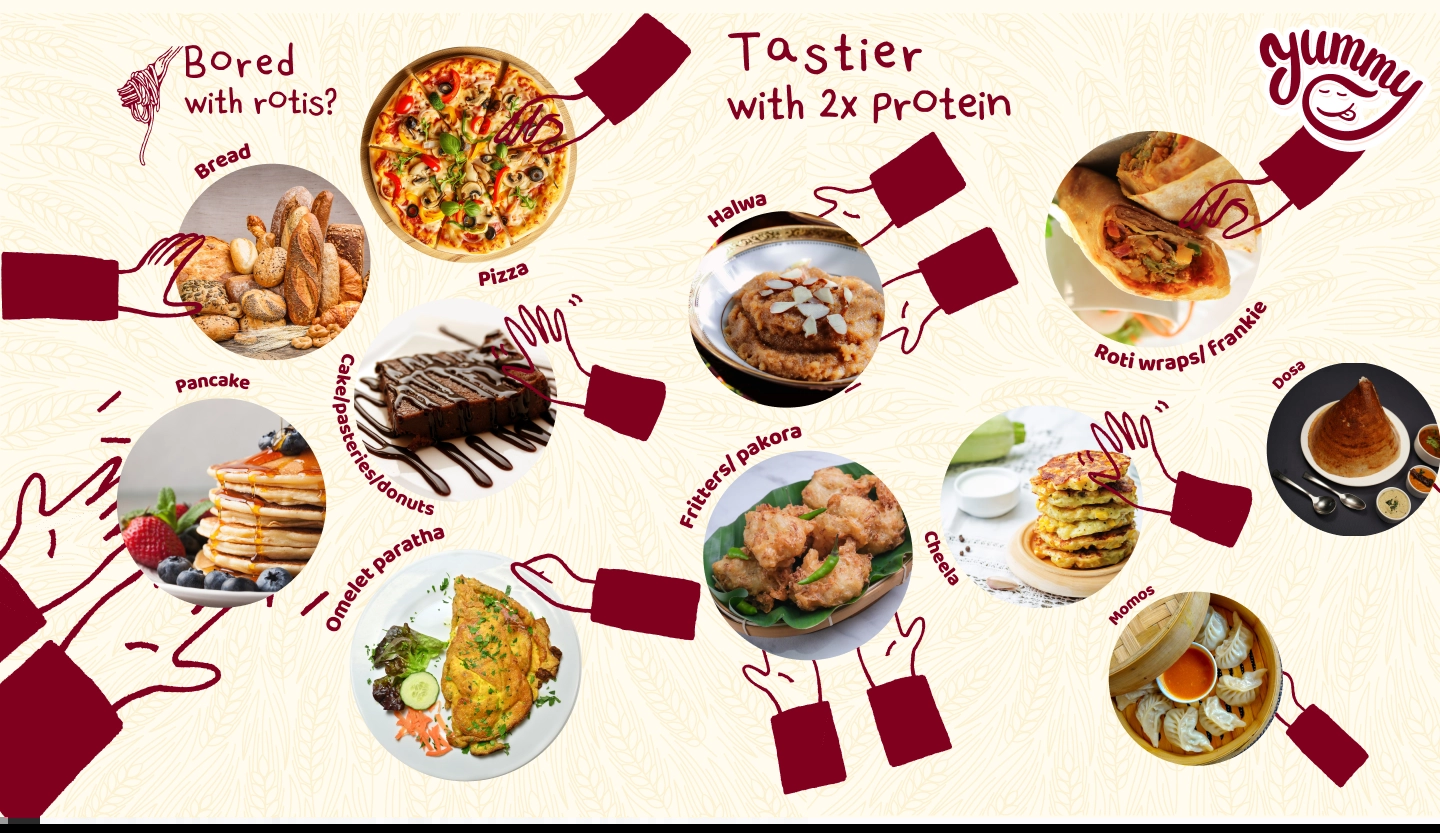 Bored
with rotis?
Tastier
with 2x Protein
yummy
Bread
Pizza
Halwa
Roti wraps/ frankie
Pancake
Cake/pasteries/donuts
Dosa
Omelet paratha
Fritters/ pakora
Cheela
Momos